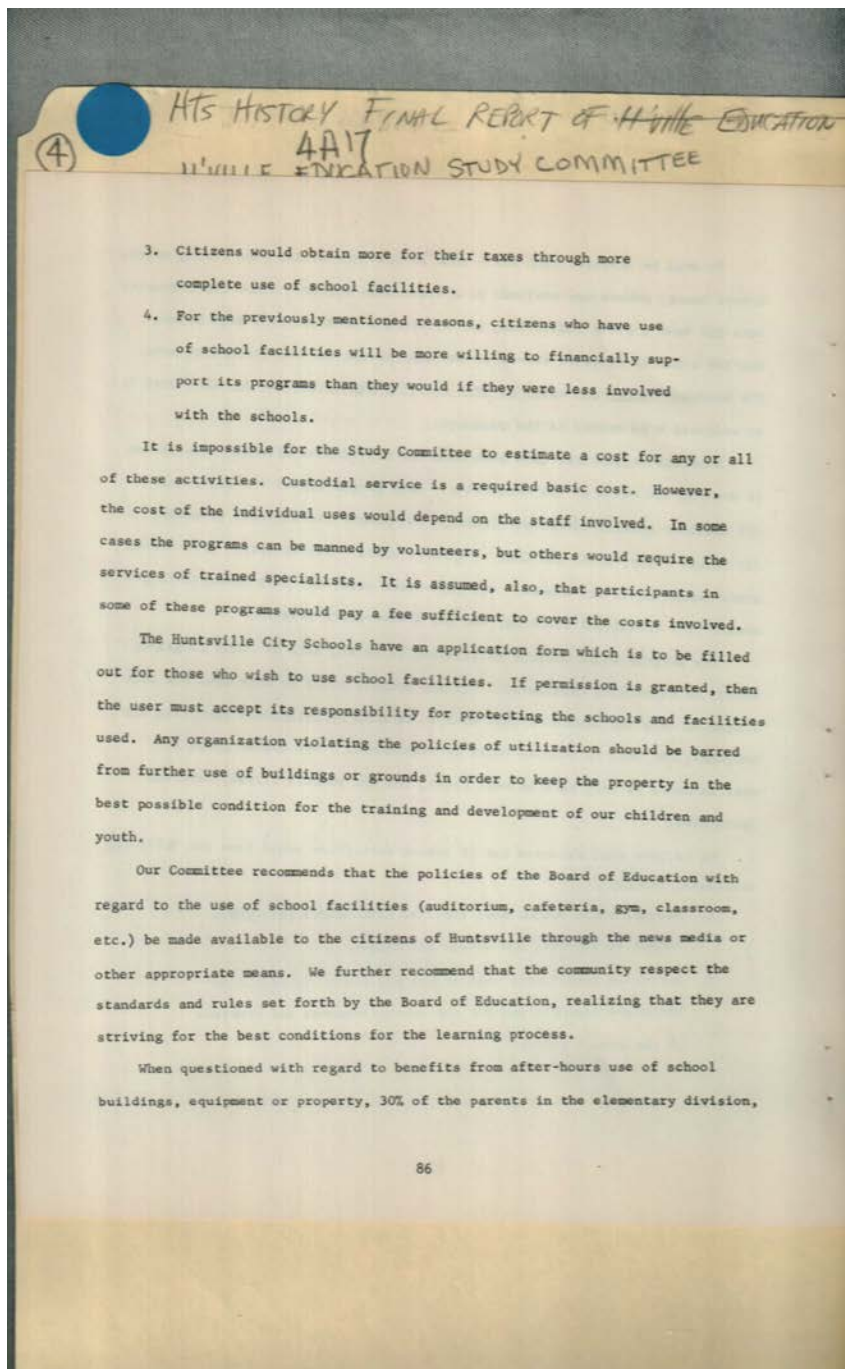 HTS HISTORY FINAL REPORT OF H'ville EDUCATION
4
4A17
H'VILLE EDUCATION STUDY COMMITTEE
3. Citizens would obtain more for their taxes through more
complete use of school facilities.
4. For the previously mentioned reasons, citizens who have use
of school facilities will be more willing to financially sup-
port its programs than they would if they were less involved
with the schools.
It is impossible for the Study Committee to estimate a cost for any or all
of these activities. Custodial service is a required basic cost. However,
the cost of the individual uses would depend on the staff involved. In some
cases the programs can be manned by volunteers, but others would require the
services of trained specialists. It is assumed, also, that participants in
some of these programs would pay a fee sufficient to cover the costs involved.
The Huntsville City Schools have an application form which is to be filled
out for those who wish to use school facilities. If permission is granted, then
the user must accept its responsibility for protecting the schools and facilities
used. Any organization violating the policies of utilization should be barred
from further use of buildings or grounds in order to keep the property in the
best possible condition for the training and development of our children and
youth.
Our Committee recommends that the policies of the Board of Education with
regard to the use of school facilities (auditorium, cafeteria, gym, classroom,
etc.) be made available to the citizens of Huntsville through the news media or
other appropriate means. We further recommend that the community respect the
standards and rules set forth by the Board of Education, realizing that they are
striving for the best conditions for the learning process.
When questioned with regard to benefits from after-hours use of school
buildings, equipment or property, 30% of the parents in the elementary division,
86